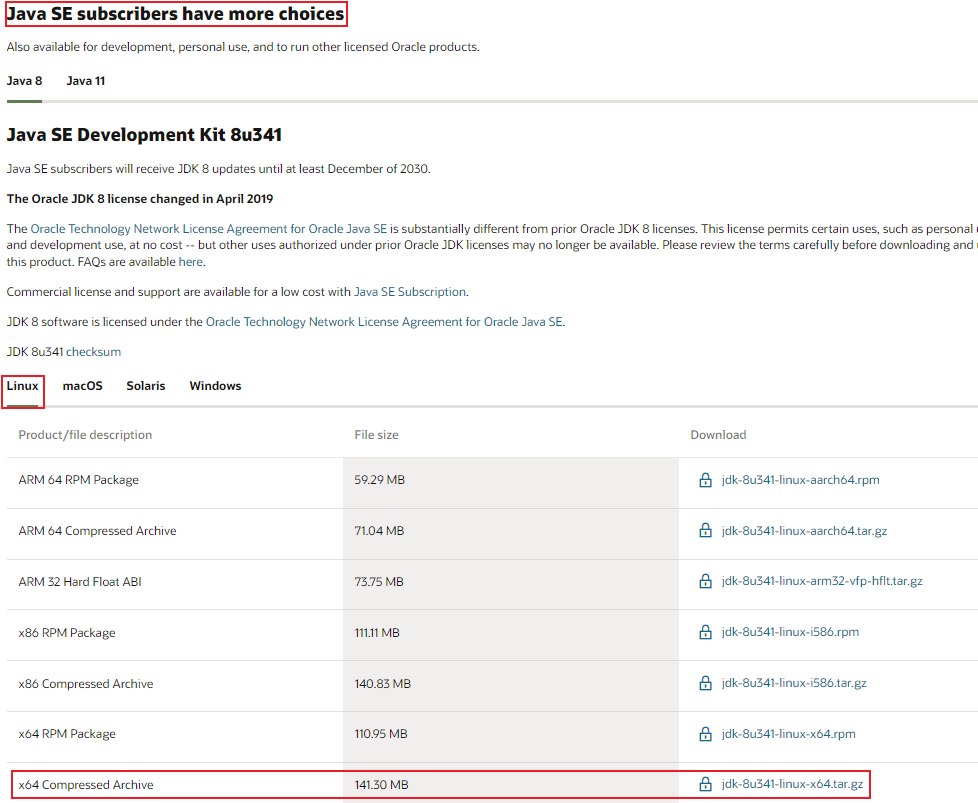 Java SE subscribers have more choices
Also available for development, personal use, and to run other licensed Oracle products.
Java 8 Java 11
Java SE Development Kit 8u341
Java SE subscribers will receive JDK 8 updates until at least December of 2030.
The Oracle JDK 8 license changed in April 2019
The Oracle Technology Network License Agreement for Oracle Java SE is substantially different from prior Oracle JDK 8 licenses. This license permits certain uses, such as personal
and development use, at no cost -- but other uses authorized under prior Oracle JDK licenses may no longer be available. Please review the terms carefully before downloading and
this product. FAQs are available here.
Commercial license and support are available for a low cost with Java SE Subscription.
JDK 8 software is licensed under the Oracle Technology Network License Agreement for Oracle Java SE.
JDK 8u341 checksum
Linux macOS Solaris Windows
Product/file description File size Download
ARM 64 RPM Package 59.29 MB jdk-8u341-linux-aarch64.rpm
ARM 64 Compressed Archive 71.04 MB jdk-8u341-linux-aarch64.tar.gz
ARM 32 Hard Float ABI 73.75 MB jdk-8u341-linux-arm32-vfp-hflt.tar.gz
x86 RPM Package 111.11 MB jdk-8u341-linux-i586.rpm
x86 Compressed Archive 140.83 MB jdk-8u341-linux-i586.tar.gz
x64 RPM Package 110.95 MB jdk-8u341-linux-x64.rpm
x64 Compressed Archive 141.30 MB jdk-8u341-linux-x64.tar.gz